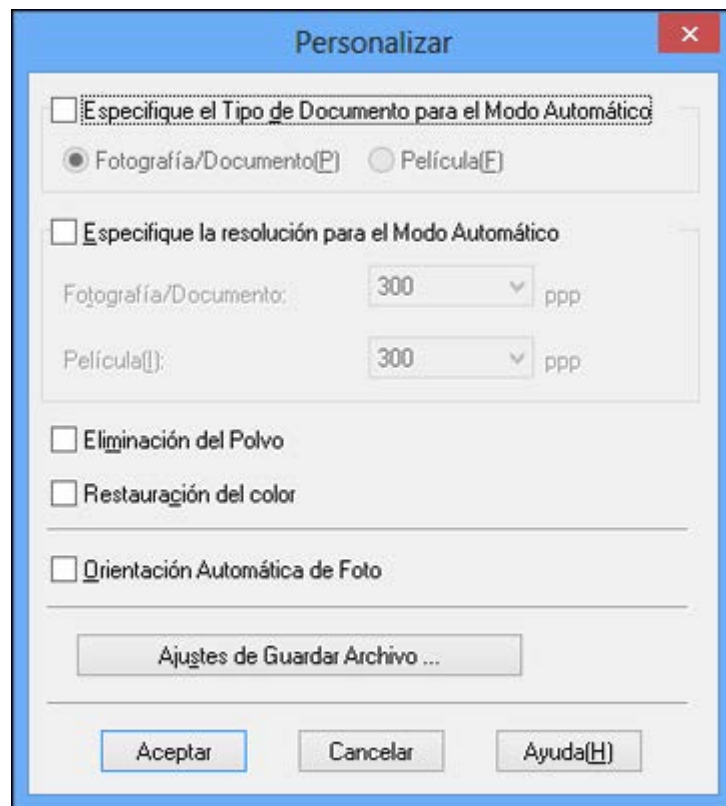 Personalizar
Especifique el Tipo de Documento para el Modo Automático
Fotografía/Documento(P) Película(F)
Especifique la resolución para el Modo Automático
Fotografía/Documento: 300 ppp
Película(I): 300 ppp
Eliminación del Polvo
Restauración del color
Orientación Automática de Foto
Ajustes de Guardar Archivo ...
Aceptar Cancelar Ayuda(H)